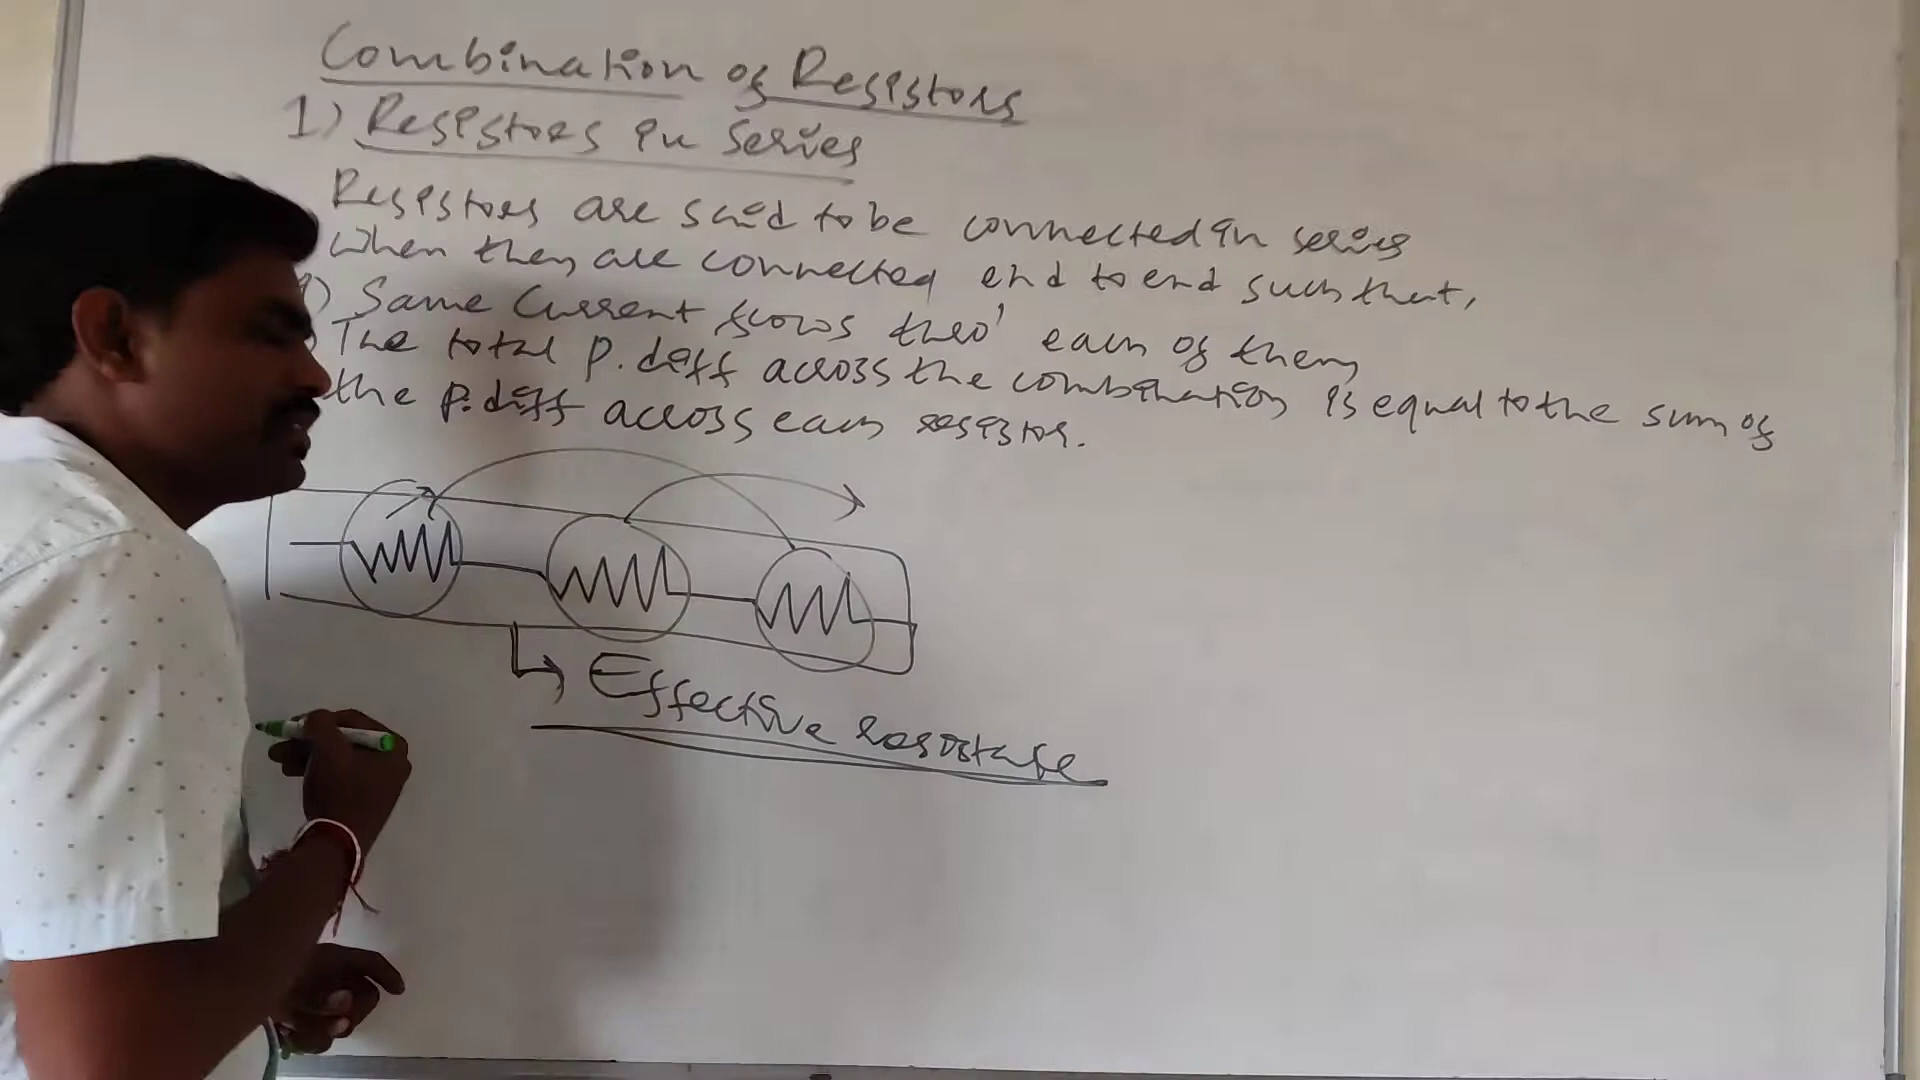 Combination of Resistors
1) Resistors in series
Resistors are said to be connected in series
when they are connected end to end such that,
) Same Current flows thro' each of them,
The total p.diff across the combination is equal to the sum of
the p.diff across each resistor.
Effective